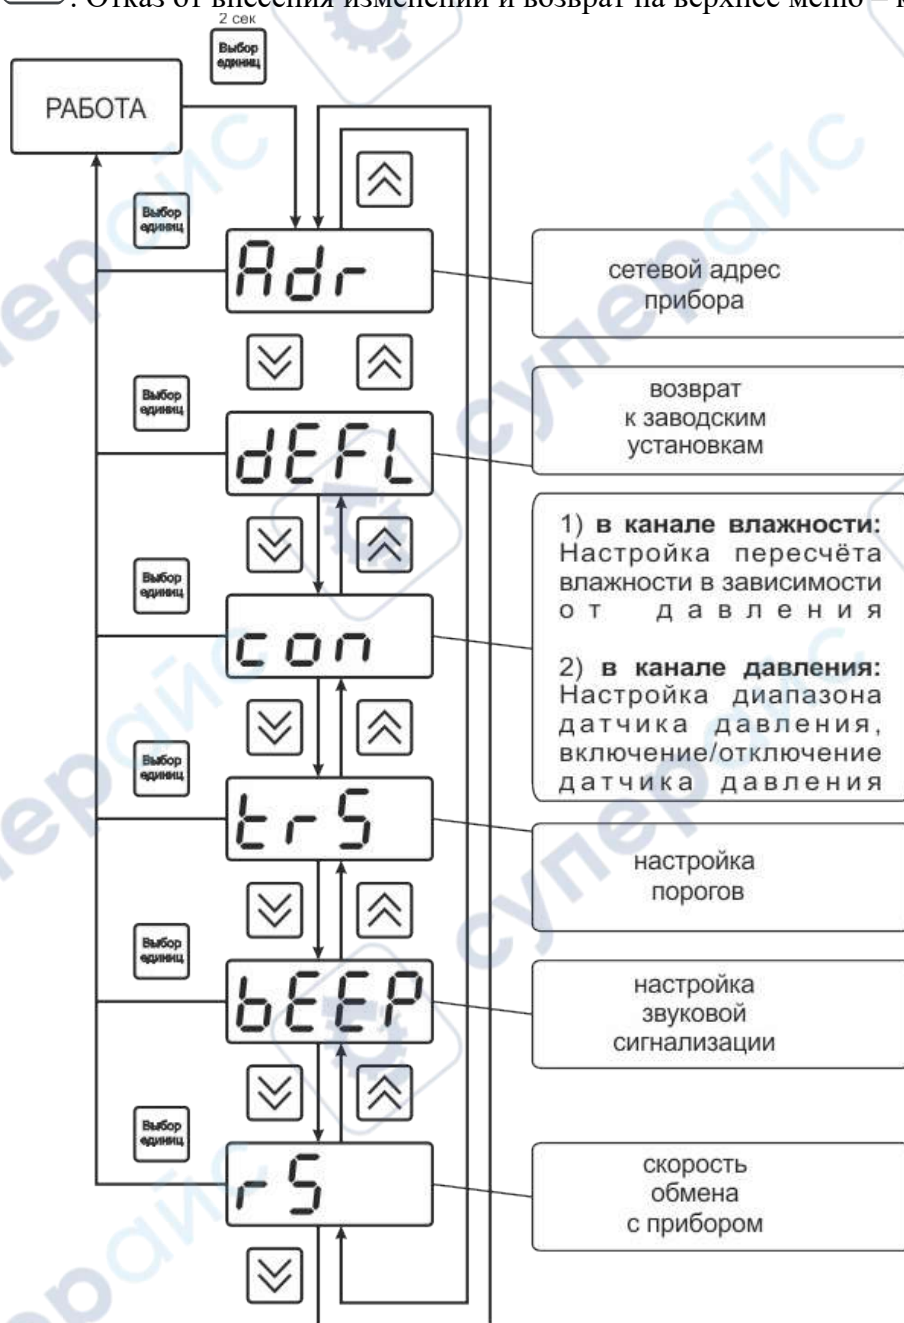 : Отказ от внесения изменений и возврат на верхнее меню –
2 сек
Выбор
единиц
РАБОТА
Выбор
единиц
Adr
сетевой адрес
прибора
Выбор
единиц
dEFL
возврат
к заводским
установкам
Выбор
единиц
con
1) в канале влажности:
Настройка пересчёта
влажности в зависимости
от давления
2) в канале давления:
Настройка диапазона
датчика давления,
включение/отключение
датчика давления
Выбор
единиц
trS
настройка
порогов
Выбор
единиц
bEEP
настройка
звуковой
сигнализации
Выбор
единиц
rS
скорость
обмена
с прибором
суперайс
суперайс